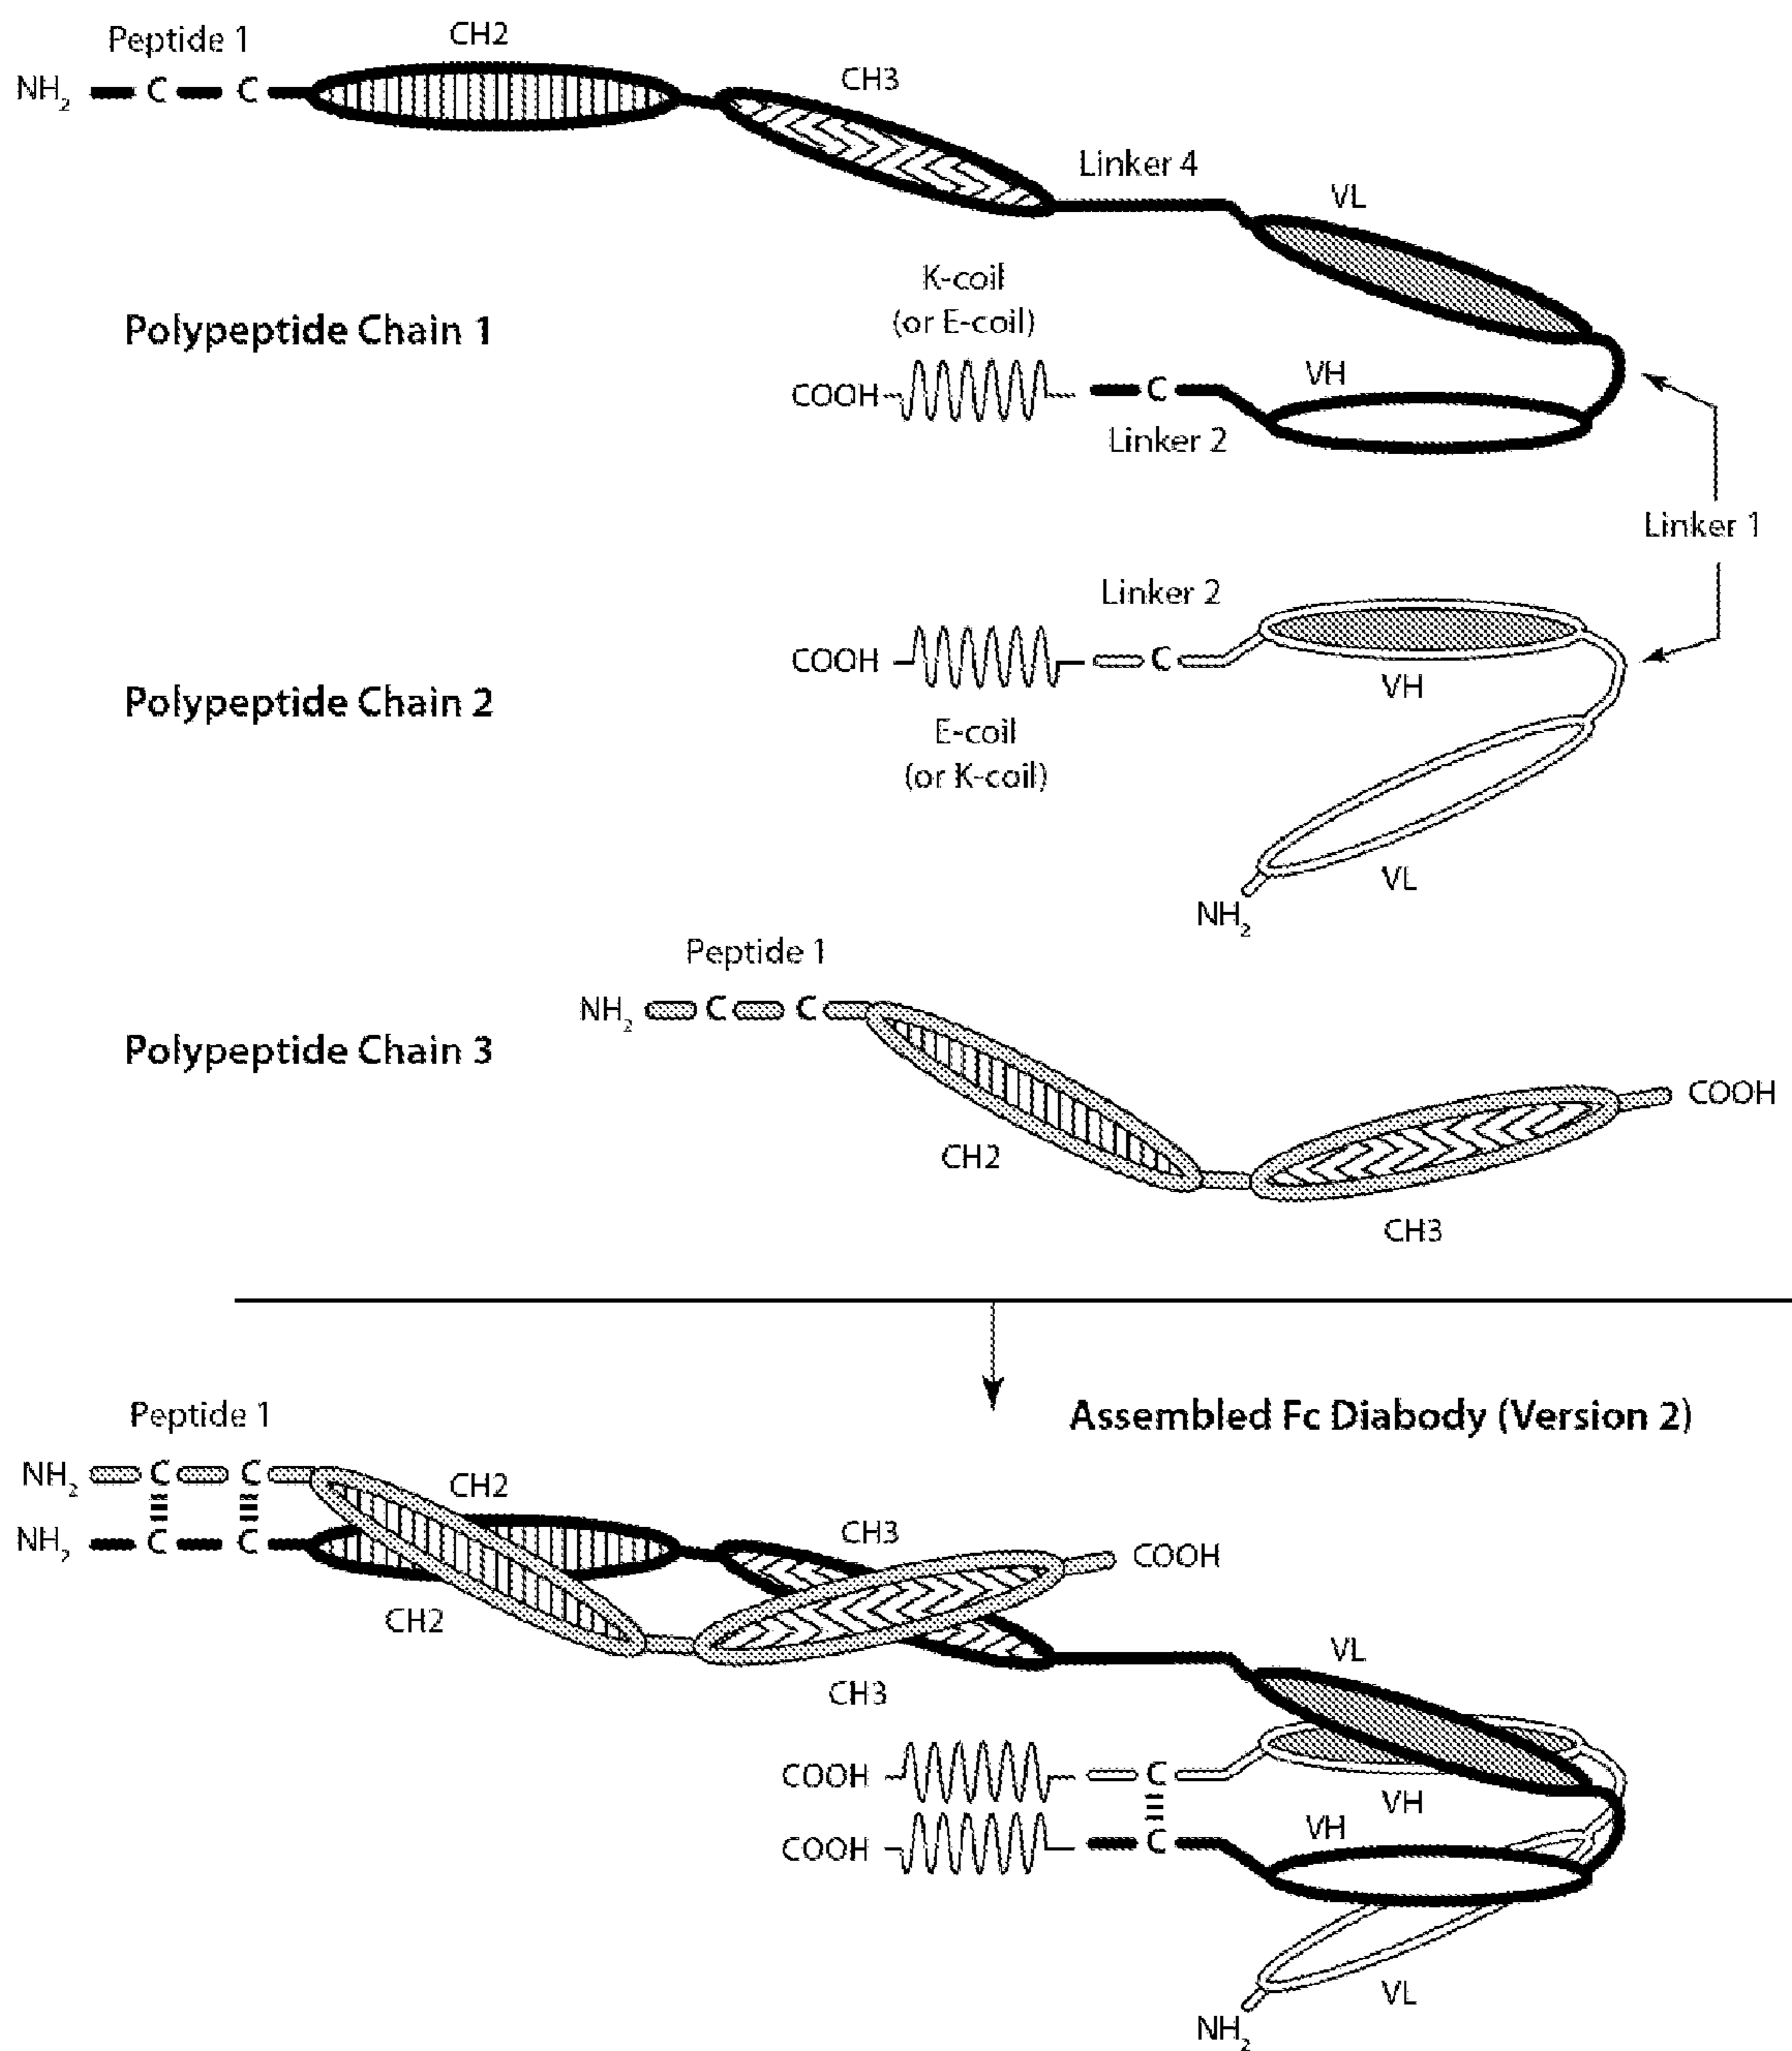 Peptide 1
CH2
NH2 C C
CH3
Linker 4
VL
K-coil
(or E-coil)
Polypeptide Chain 1
VH
COOH C
Linker 2
Linker 1
Linker 2
COOH C
VH
Polypeptide Chain 2
E-coil
(or K-coil)
VL
NH2
Peptide 1
NH2 C C
Polypeptide Chain 3
COOH
CH2
CH3
Assembled Fc Diabody (Version 2)
Peptide 1
NH2 C C
CH2
NH2 C C
CH3
COOH
CH2
VL
CH3
COOH C
VH
VH
COOH C
VL
NH2